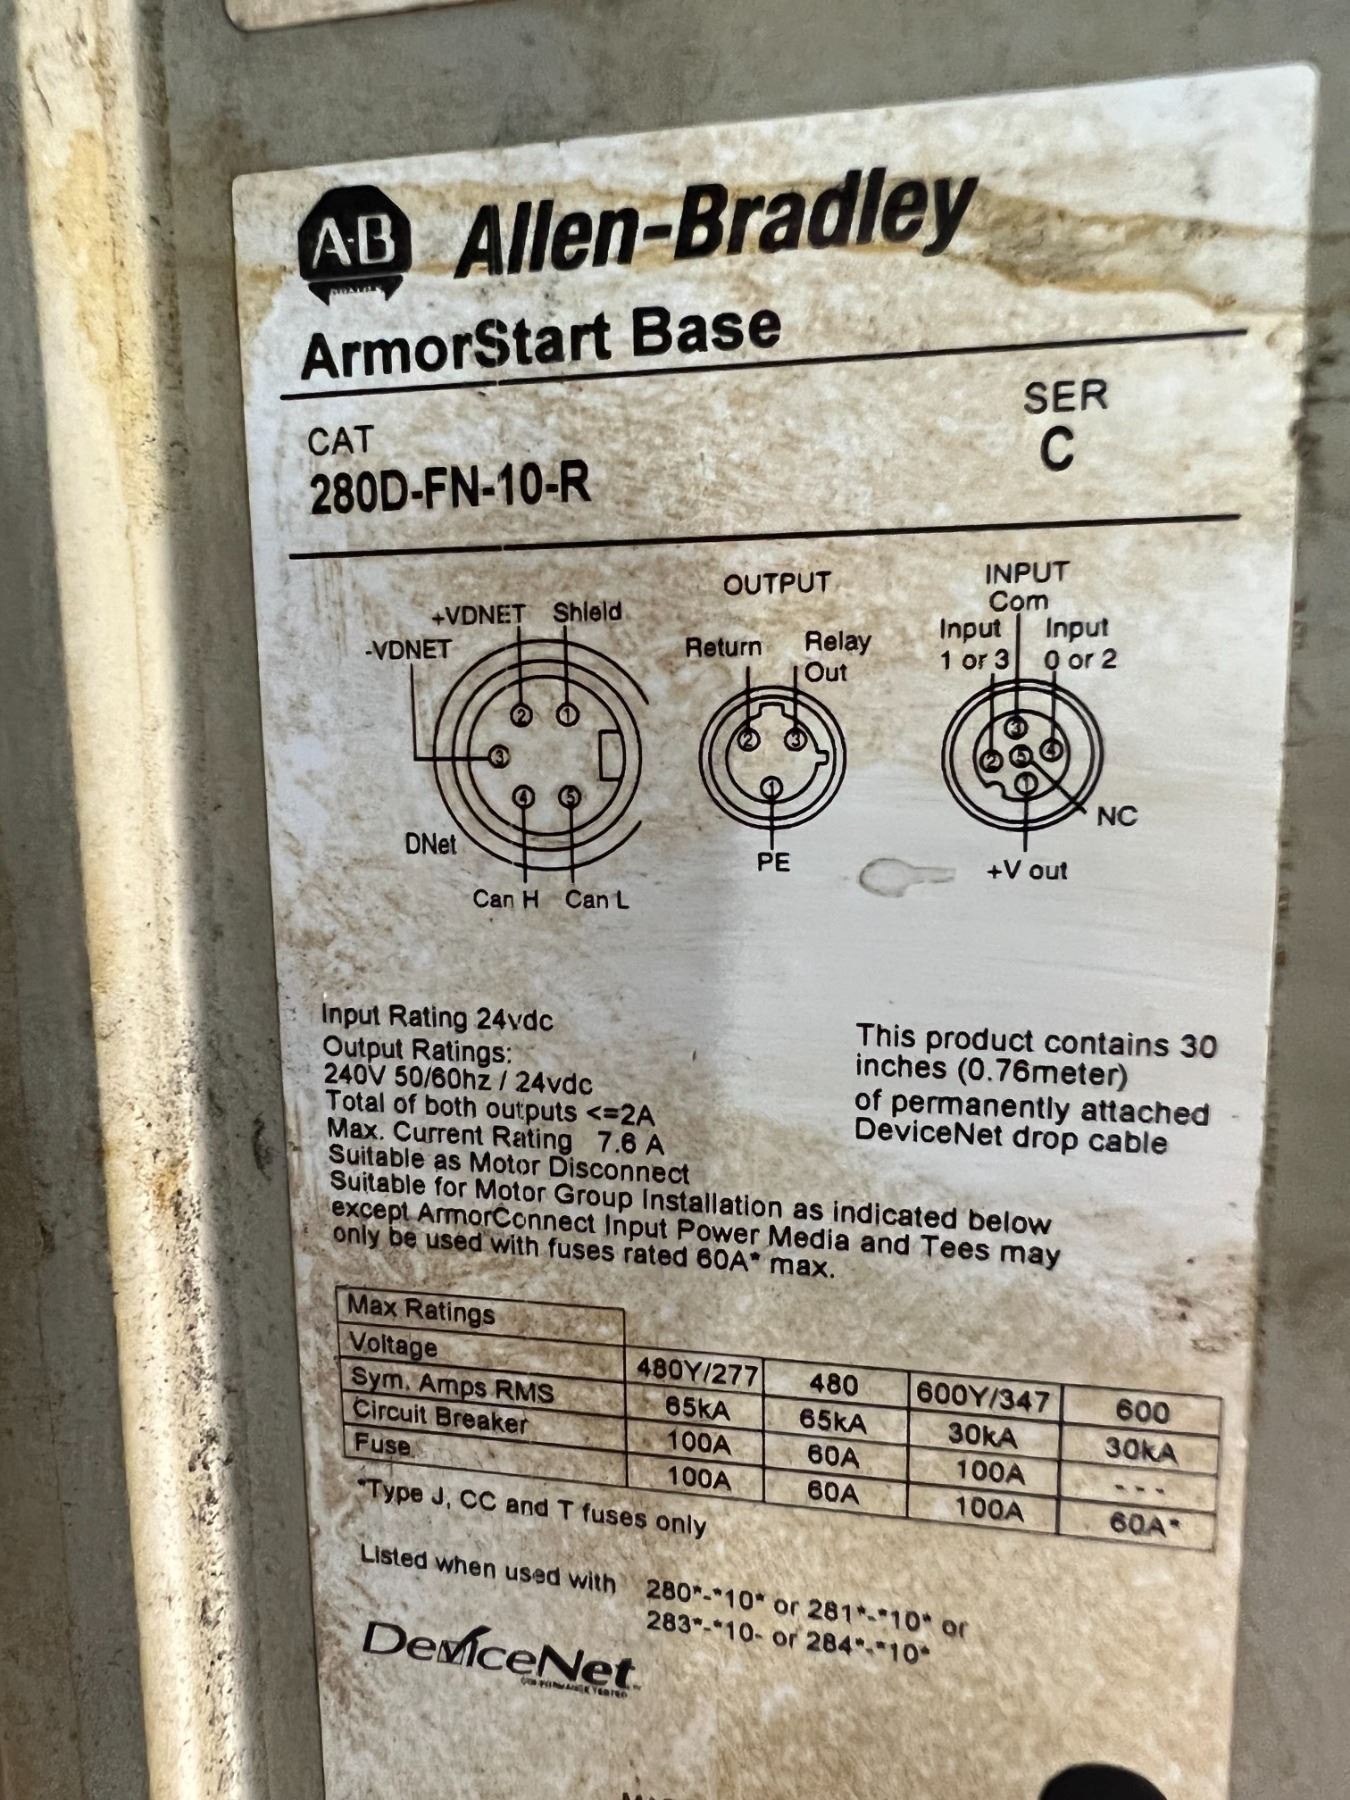 A-B Allen-Bradley
ArmorStart Base
CAT
280D-FN-10-R
SER
C
+VDNET Shield
-VDNET
2 1
3
4 5
DNet
Can H Can L
OUTPUT
Return Relay
Out
2 3
1
PE
INPUT
Com
Input Input
1 or 3 0 or 2
3
2 5 4
1
NC
+V out
Input Rating 24vdc
Output Ratings:
240V 50/60hz / 24vdc
Total of both outputs <=2A
Max. Current Rating 7.6 A
Suitable as Motor Disconnect
Suitable for Motor Group Installation as indicated below
except ArmorConnect Input Power Media and Tees may
only be used with fuses rated 60A* max.
This product contains 30
inches (0.76meter)
of permanently attached
DeviceNet drop cable
Max Ratings
Voltage 480Y/277 480 600Y/347 600
Sym. Amps RMS 65kA 65kA 30kA 30kA
Circuit Breaker 100A 60A 100A ---
Fuse 100A 60A 100A 60A*
*Type J, CC and T fuses only
Listed when used with 280*-*10* or 281*-*10* or
283*-*10- or 284*-*10*
DeviceNet